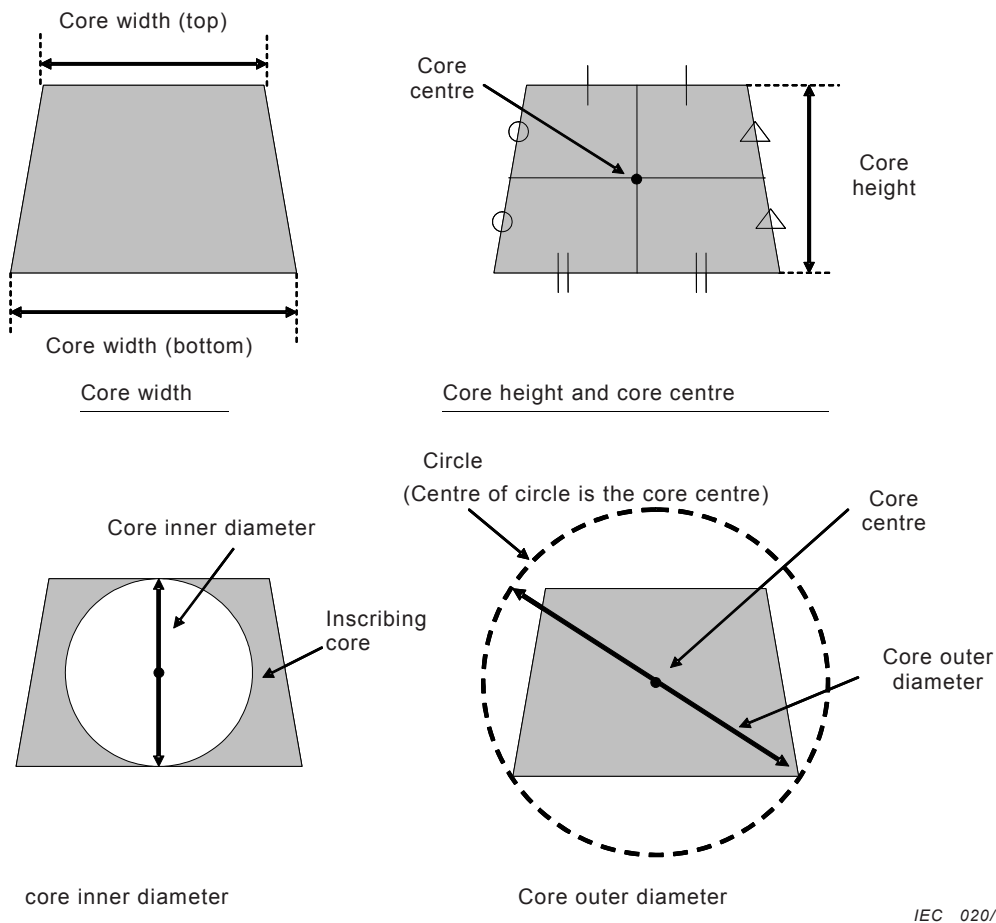 Core width (top)
Core
centre
Core
height
Core width (bottom)
Core width
Core height and core centre
Circle
(Centre of circle is the core centre)
Core
centre
Core inner diameter
Inscribing
core
Core outer
diameter
core inner diameter
Core outer diameter
IEC 020/